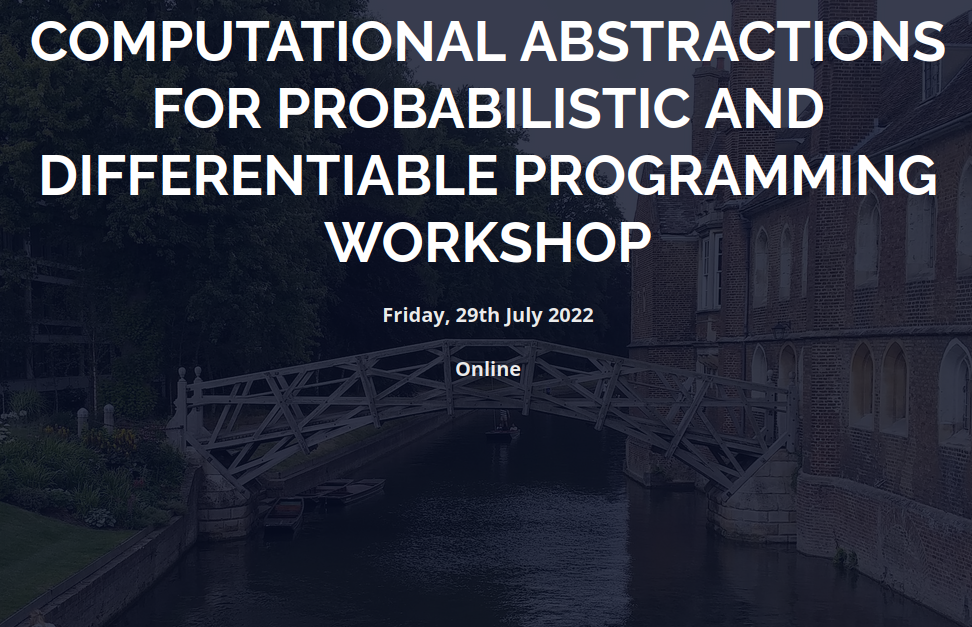 COMPUTATIONAL ABSTRACTIONS
FOR PROBABILISTIC AND
DIFFERENTIABLE PROGRAMMING
WORKSHOP
Friday, 29th July 2022
Online